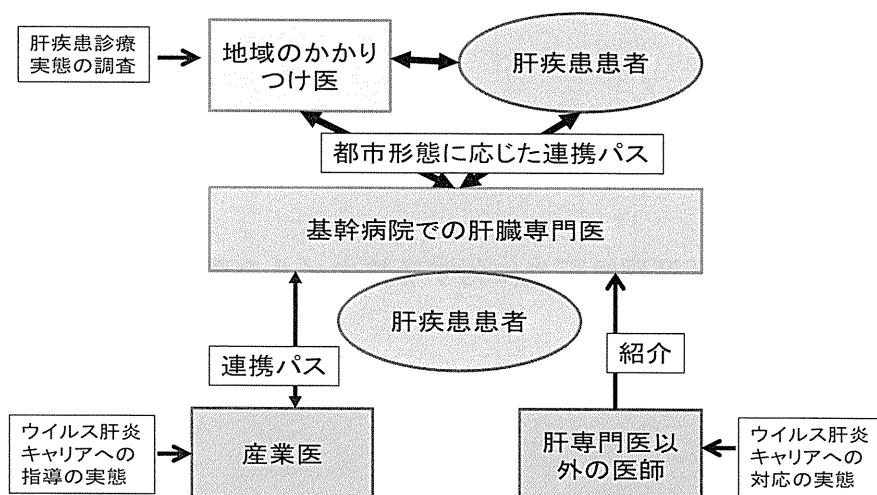 肝疾患診療
実態の調査
地域のかかり
つけ医
肝疾患患者
都市形態に応じた連携パス
基幹病院での肝臓専門医
肝疾患患者
連携パス
紹介
ウイルス肝炎
キャリアへの
指導の実態
産業医
肝専門医以
外の医師
ウイルス肝炎
キャリアへの
対応の実態